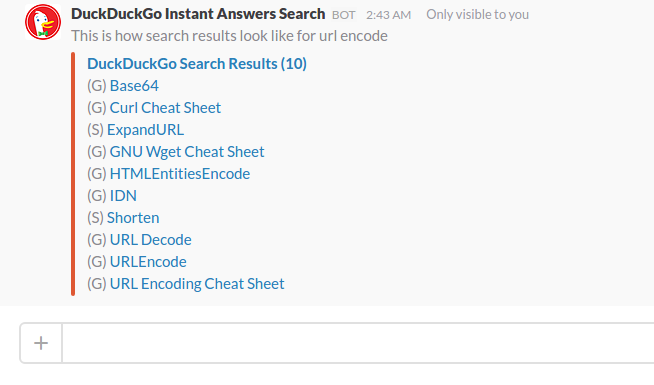 DuckDuckGo Instant Answers Search BOT 2:43 AM Only visible to you
This is how search results look like for url encode
DuckDuckGo Search Results (10)
(G) Base64
(G) Curl Cheat Sheet
(S) ExpandURL
(G) GNU Wget Cheat Sheet
(G) HTMLEntitiesEncode
(G) IDN
(S) Shorten
(G) URL Decode
(G) URLEncode
(G) URL Encoding Cheat Sheet